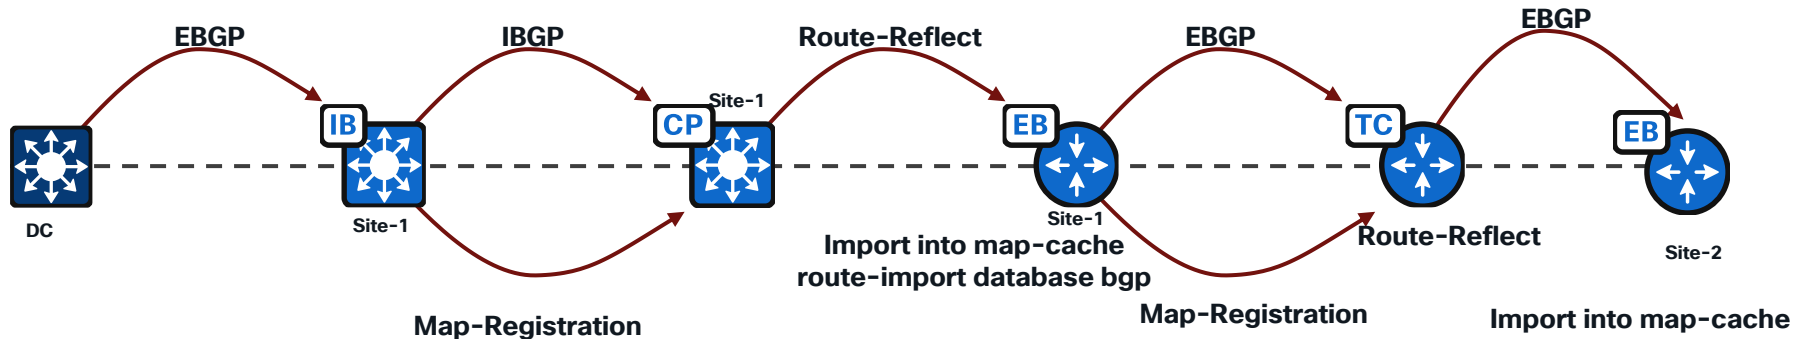 EBGP
IBGP
Route-Reflect
EBGP
EBGP
IB
CP
Site-1
EB
TC
EB
DC
Site-1
Site-1
Import into map-cache
route-import database bgp
Route-Reflect
Site-2
Map-Registration
Map-Registration
Import into map-cache